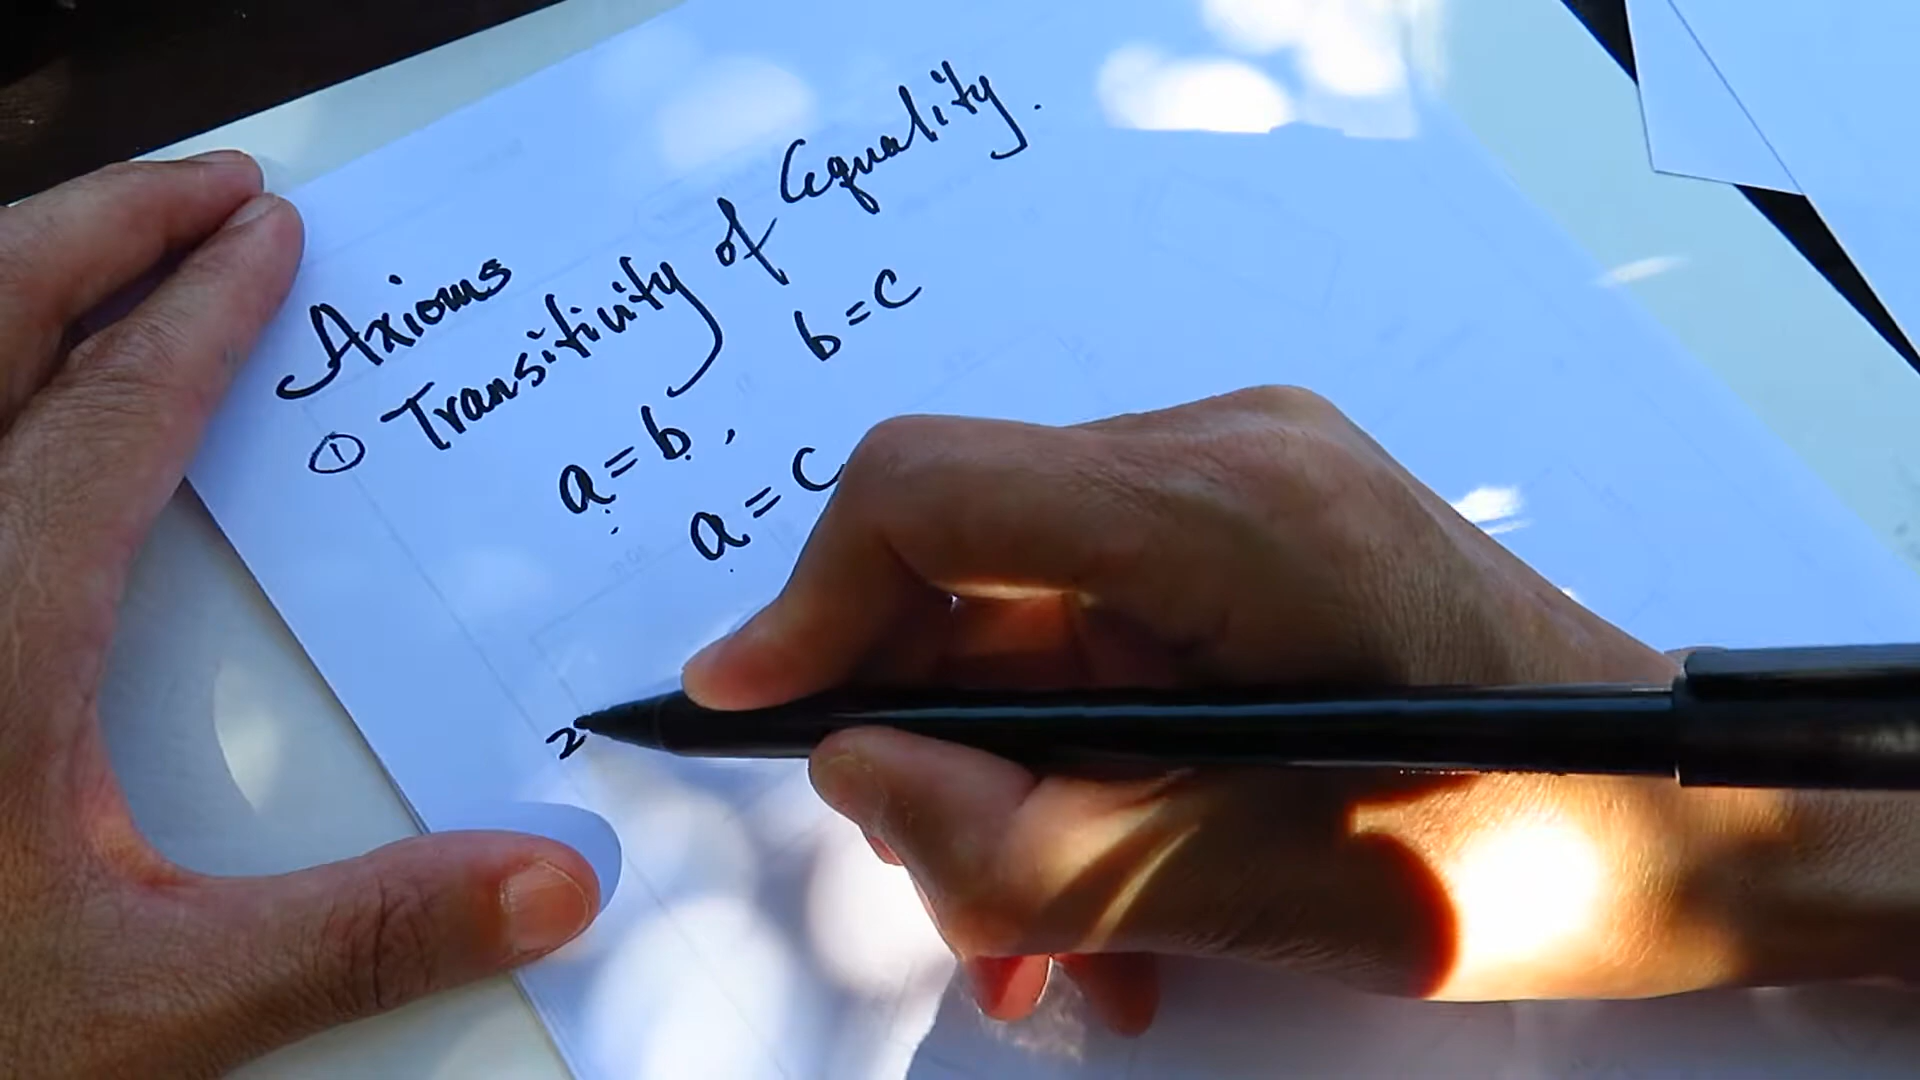 Axioms
① Transitivity of Equality.
a = b , b = c
a = c
2